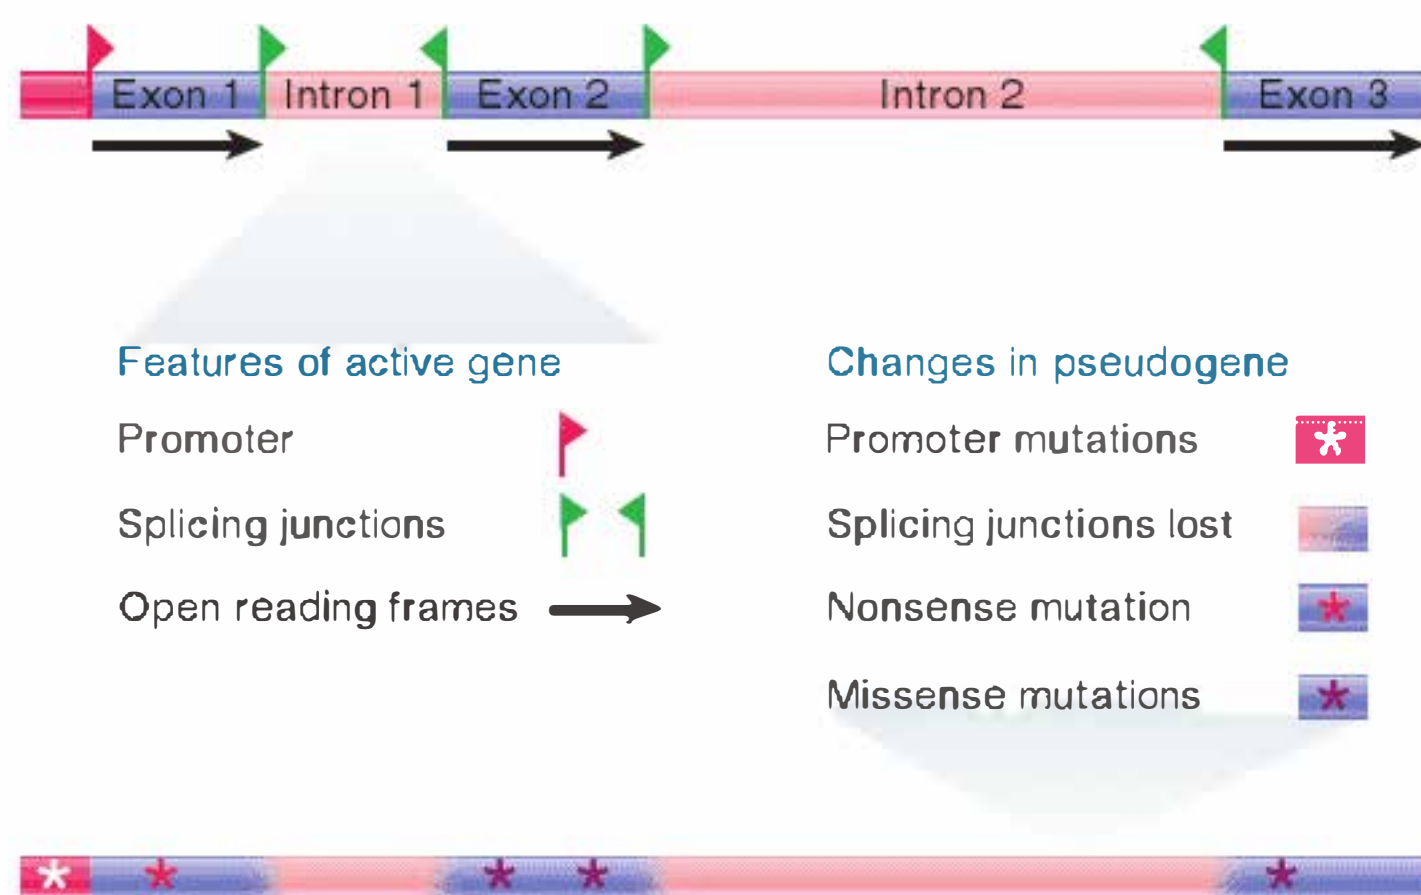 Exon 1 Intron 1 Exon 2 Intron 2 Exon 3
Features of active gene
Promoter
Splicing junctions
Open reading frames
Changes in pseudogene
Promoter mutations
Splicing junctions lost
Nonsense mutation
Missense mutations